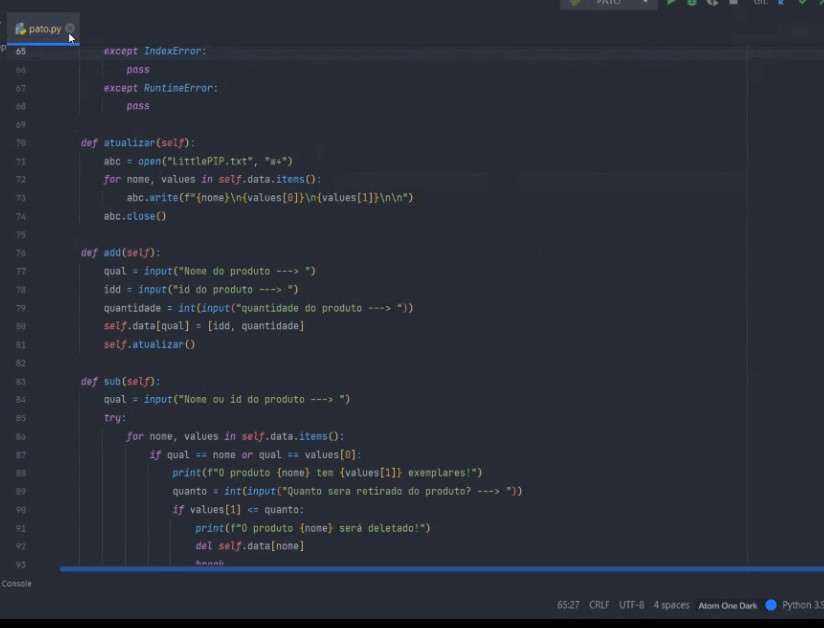 PATO
Git:
pato.py
65 except IndexError:
66 pass
67 except RuntimeError:
68 pass
69
70 def atualizar(self):
71 abc = open("LittlePIP.txt", "w+")
72 for nome, values in self.data.items():
73 abc.write(f"{nome}\n{values[0]}\n{values[1]}\n\n")
74 abc.close()
75
76 def add(self):
77 qual = input("Nome do produto ---> ")
78 idd = input("id do produto ---> ")
79 quantidade = int(input("quantidade do produto ---> "))
80 self.data[qual] = [idd, quantidade]
81 self.atualizar()
82
83 def sub(self):
84 qual = input("Nome ou id do produto ---> ")
85 try:
86 for nome, values in self.data.items():
87 if qual == nome or qual == values[0]:
88 print(f"O produto {nome} tem {values[1]} exemplares!")
89 quanto = int(input("Quanto sera retirado do produto? ---> "))
90 if values[1] <= quanto:
91 print(f"O produto {nome} será deletado!")
92 del self.data[nome]
93 break
Console
65:27 CRLF UTF-8 4 spaces Atom One Dark Python 3.9